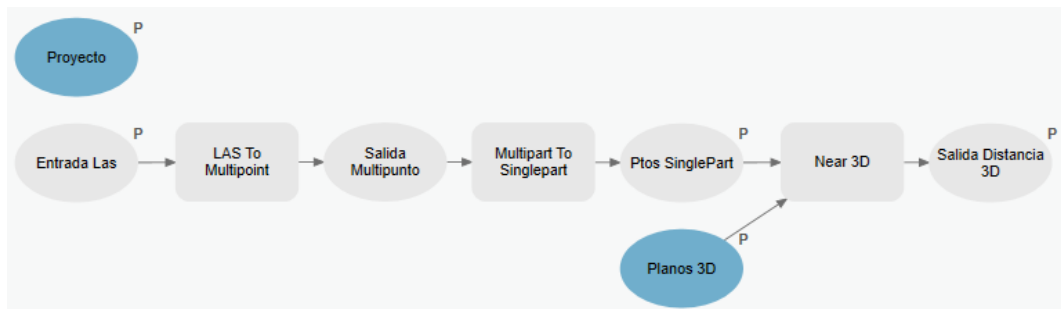 P
Proyecto
P
Entrada Las
LAS To
Multipoint
Salida
Multipunto
Multipart To
Singlepart
P
Ptos SinglePart
Near 3D
P
Salida Distancia
3D
P
Planos 3D